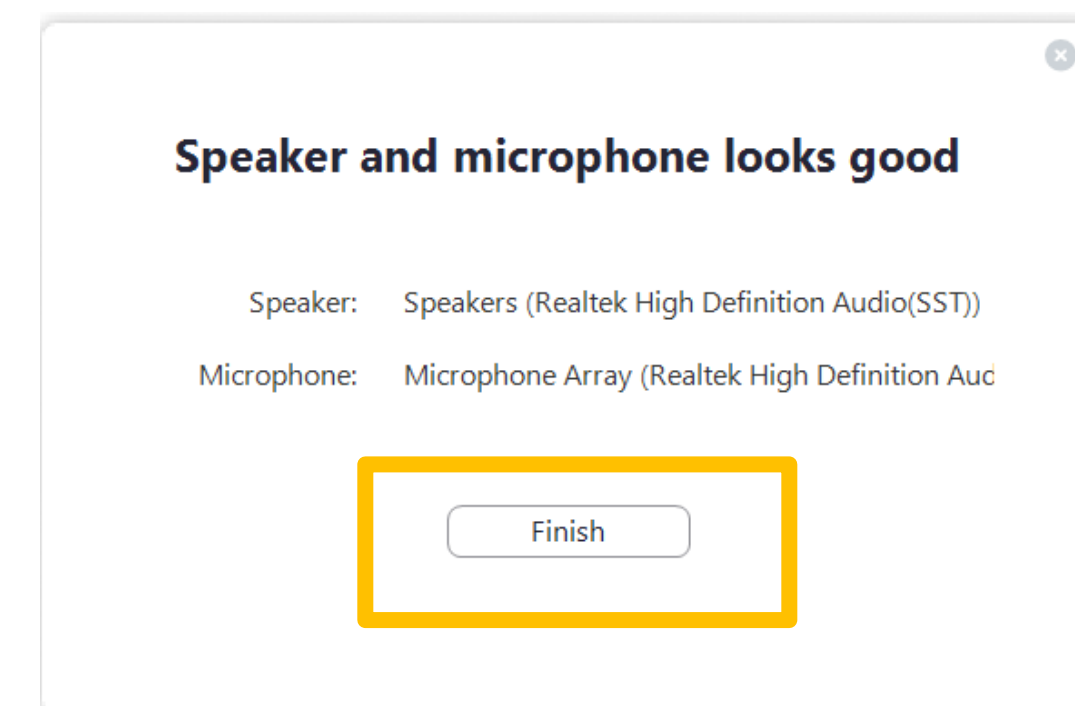 Speaker and microphone looks good
Speaker: Speakers (Realtek High Definition Audio(SST))
Microphone: Microphone Array (Realtek High Definition Aud
Finish